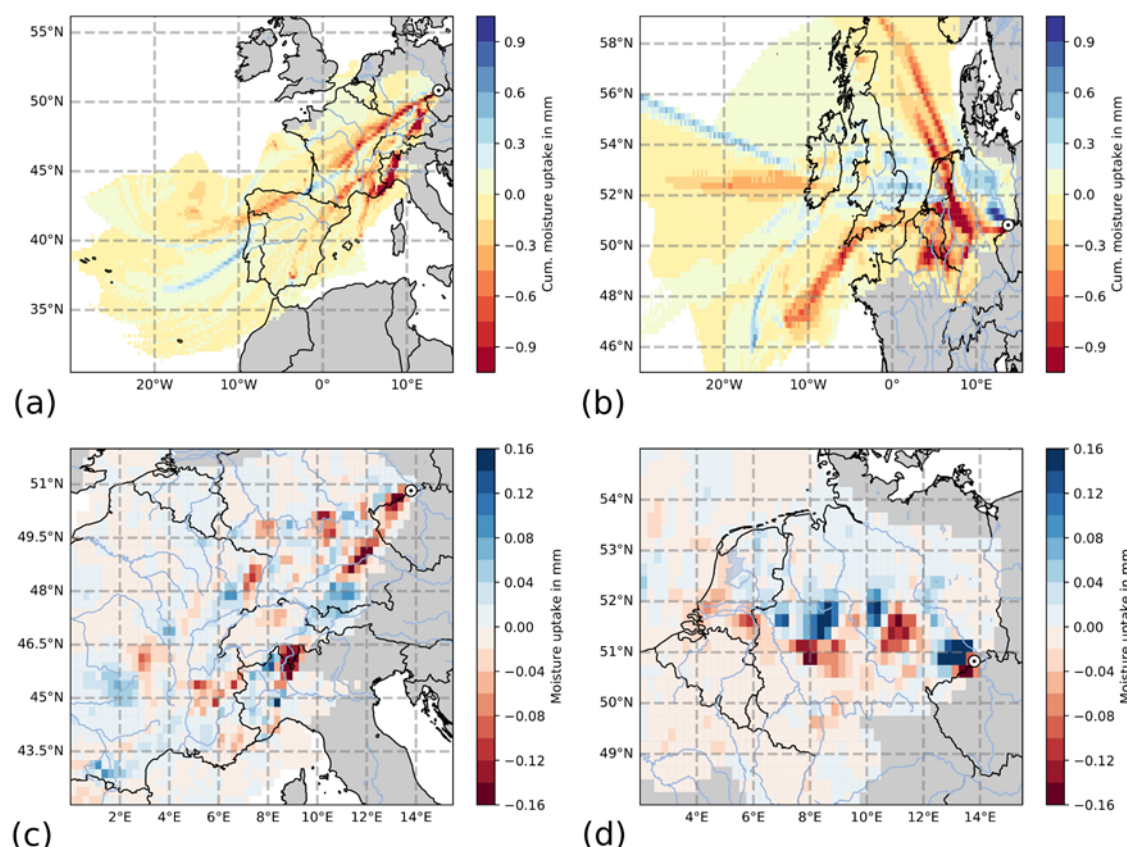 55°N
50°N
45°N
40°N
35°N
20°W
10°W
0°
10°E
0.9
0.6
0.3
0.0
−0.3
−0.6
−0.9
Cum. moisture uptake in mm
(a)
58°N
56°N
54°N
52°N
50°N
48°N
46°N
20°W
10°W
0°
10°E
0.9
0.6
0.3
0.0
−0.3
−0.6
−0.9
Cum. moisture uptake in mm
(b)
51°N
49.5°N
48°N
46.5°N
45°N
43.5°N
2°E
4°E
6°E
8°E
10°E
12°E
14°E
0.16
0.12
0.08
0.04
0.00
−0.04
−0.08
−0.12
−0.16
Moisture uptake in mm
(c)
54°N
53°N
52°N
51°N
50°N
49°N
4°E
6°E
8°E
10°E
12°E
14°E
0.16
0.12
0.08
0.04
0.00
−0.04
−0.08
−0.12
−0.16
Moisture uptake in mm
(d)